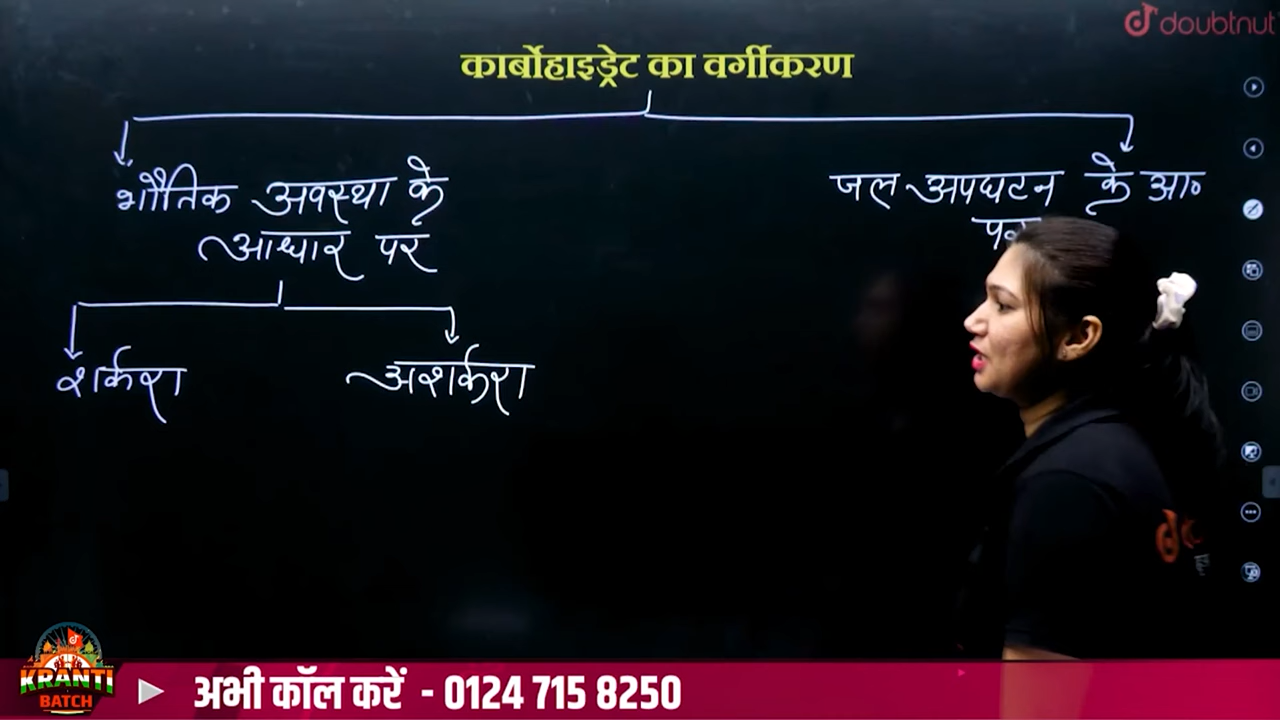 doubtnut
कार्बोहाइड्रेट का वर्गीकरण
भौतिक अवस्था के
आधार पर
जल अपघटन के आ॰
पर
शर्करा
अशर्करा
KRANTI
BATCH
अभी कॉल करें - 0124 715 8250